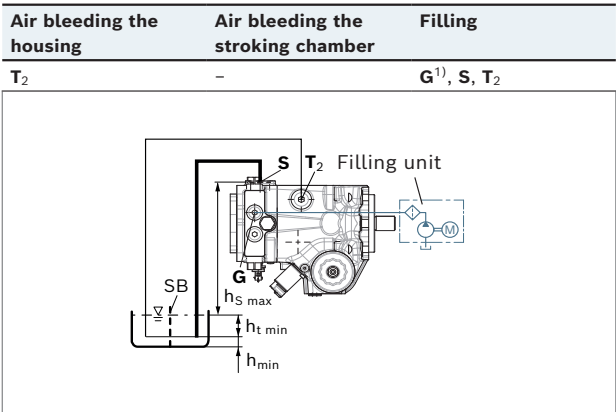 Air bleeding the housing
Air bleeding the stroking chamber
Filling
T₂
–
G¹⁾, S, T₂
S
T₂
Filling unit
M
G
SB
hS max
ht min
hmin